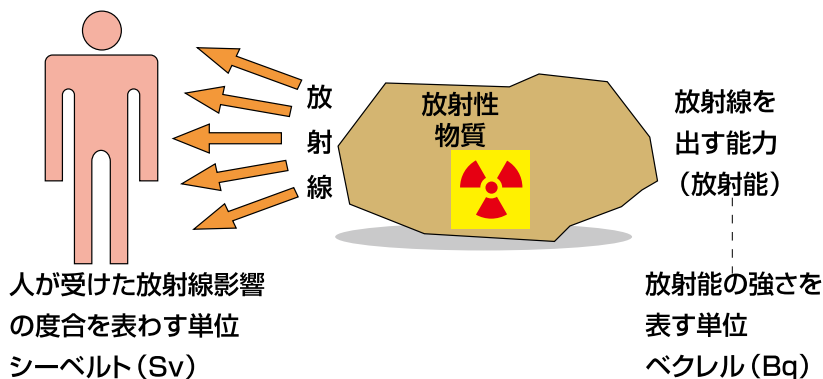 放射線
放射性
物質
放射線を
出す能力
（放射能）
人が受けた放射線影響
の度合を表わす単位
シーベルト（Sv）
放射能の強さを
表す単位
ベクレル（Bq）